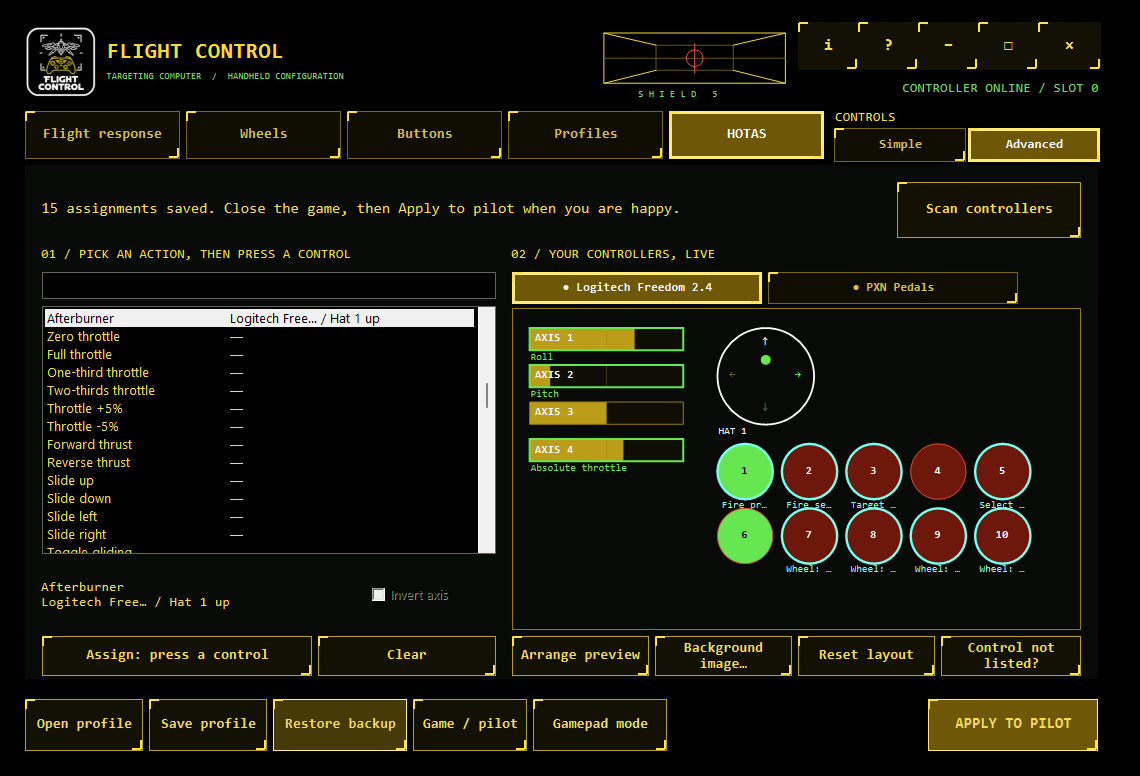 FLIGHT CONTROL
FLIGHT CONTROL
TARGETING COMPUTER / HANDHELD CONFIGURATION
SHIELD 5
i ? − □ ×
CONTROLLER ONLINE / SLOT 0
Flight response
Wheels
Buttons
Profiles
HOTAS
CONTROLS
Simple
Advanced
15 assignments saved. Close the game, then Apply to pilot when you are happy.
Scan controllers
01 / PICK AN ACTION, THEN PRESS A CONTROL
Afterburner Logitech Free… / Hat 1 up
Zero throttle —
Full throttle —
One-third throttle —
Two-thirds throttle —
Throttle +5% —
Throttle -5% —
Forward thrust —
Reverse thrust —
Slide up —
Slide down —
Slide left —
Slide right —
Toggle gliding
Afterburner
Logitech Free… / Hat 1 up
Invert axis
Assign: press a control
Clear
02 / YOUR CONTROLLERS, LIVE
● Logitech Freedom 2.4
● PXN Pedals
AXIS 1
Roll
AXIS 2
Pitch
AXIS 3
AXIS 4
Absolute throttle
↑
← →
↓
HAT 1
1 2 3 4 5
Fire pr… Fire se… Target … Select …
6 7 8 9 10
Wheel: … Wheel: … Wheel: … Wheel: …
Arrange preview
Background
image…
Reset layout
Control not
listed?
Open profile
Save profile
Restore backup
Game / pilot
Gamepad mode
APPLY TO PILOT